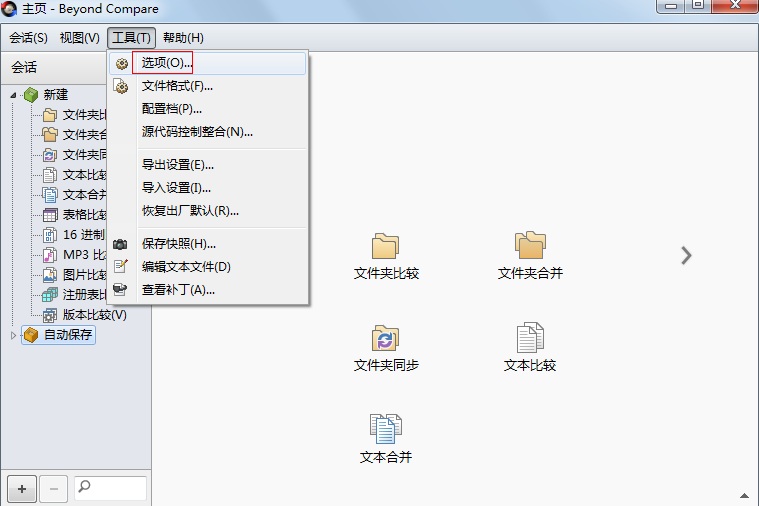 主页 - Beyond Compare
会话(S) 视图(V) 工具(T) 帮助(H)
会话
新建
文件夹比
文件夹合
文件夹同
文本比较
文本合并
表格比较
16 进制
MP3 比
图片比较
注册表比
版本比较(V)
自动保存
选项(O)...
文件格式(F)...
配置档(P)...
源代码控制整合(N)...
导出设置(E)...
导入设置(I)...
恢复出厂默认(R)...
保存快照(H)...
编辑文本文件(D)
查看补丁(A)...
文件夹比较
文件夹合并
文件夹同步
文本比较
文本合并